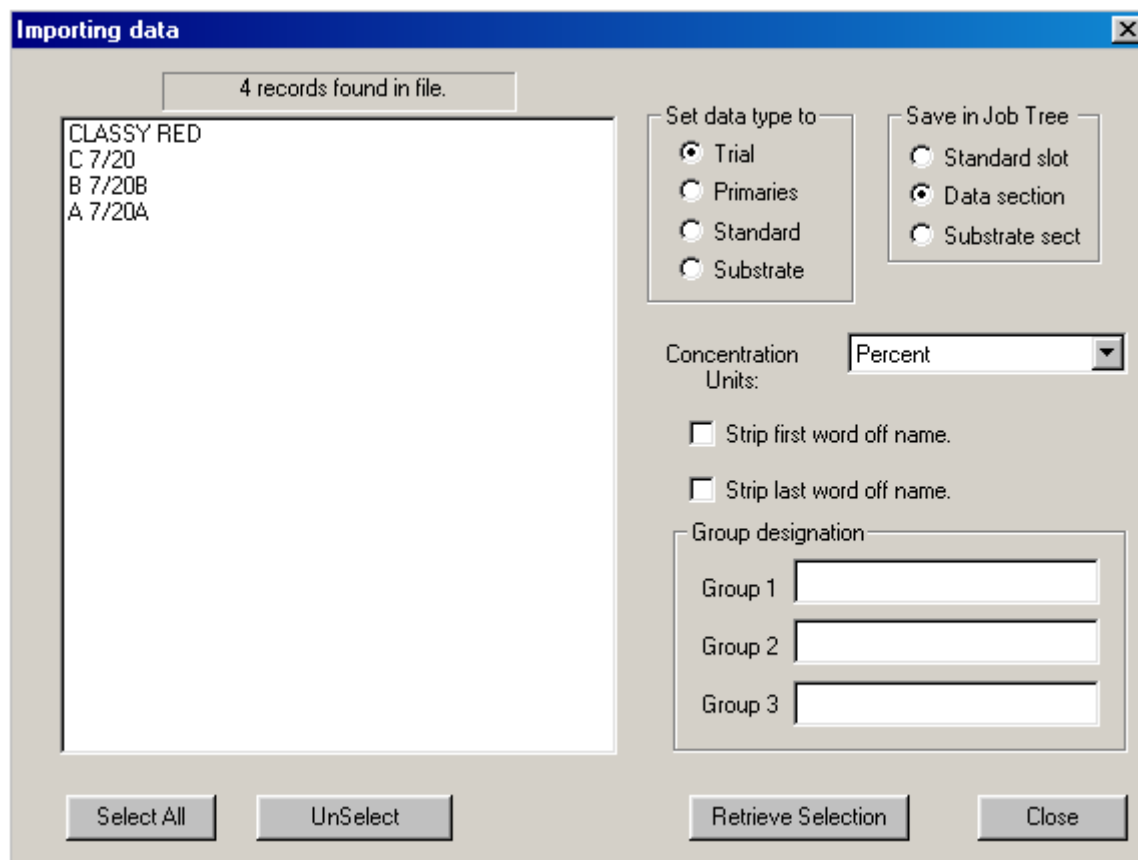 Importing data
4 records found in file.
CLASSY RED
C 7/20
B 7/20B
A 7/20A
Set data type to
Trial
Primaries
Standard
Substrate
Save in Job Tree
Standard slot
Data section
Substrate sect
Concentration
Units:
Percent
Strip first word off name.
Strip last word off name.
Group designation
Group 1
Group 2
Group 3
Select All
UnSelect
Retrieve Selection
Close